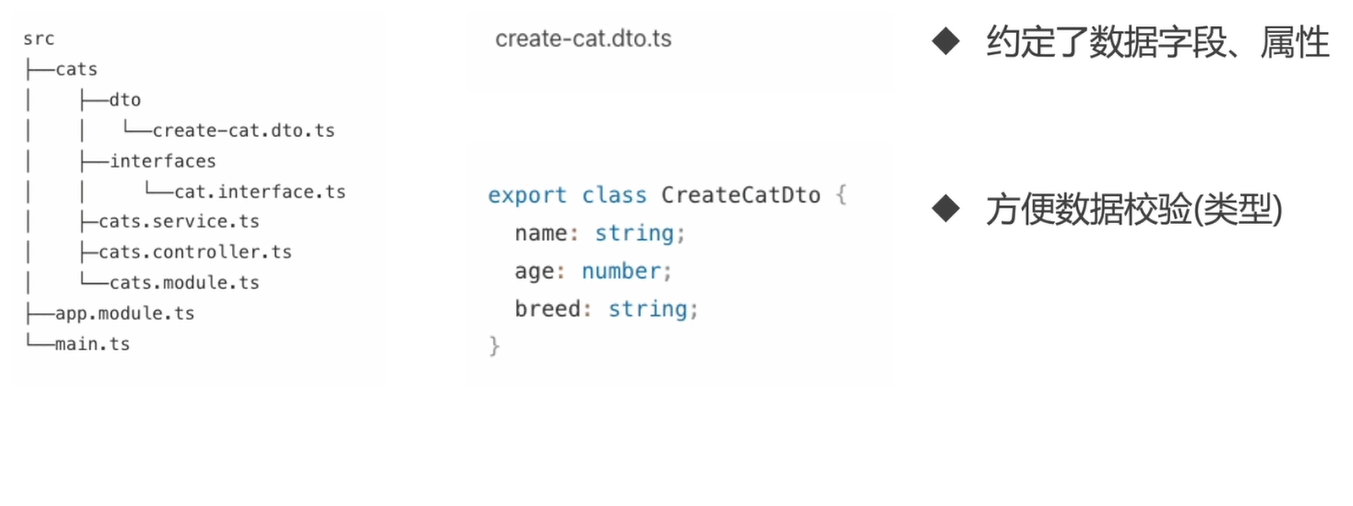 src
├──cats
│    ├──dto
│    │   └──create-cat.dto.ts
│    ├──interfaces
│    │     └──cat.interface.ts
│    ├─cats.service.ts
│    ├─cats.controller.ts
│    └──cats.module.ts
├──app.module.ts
└──main.ts
create-cat.dto.ts
export class CreateCatDto {
  name: string;
  age: number;
  breed: string;
}
◆ 约定了数据字段、属性
◆ 方便数据校验(类型)